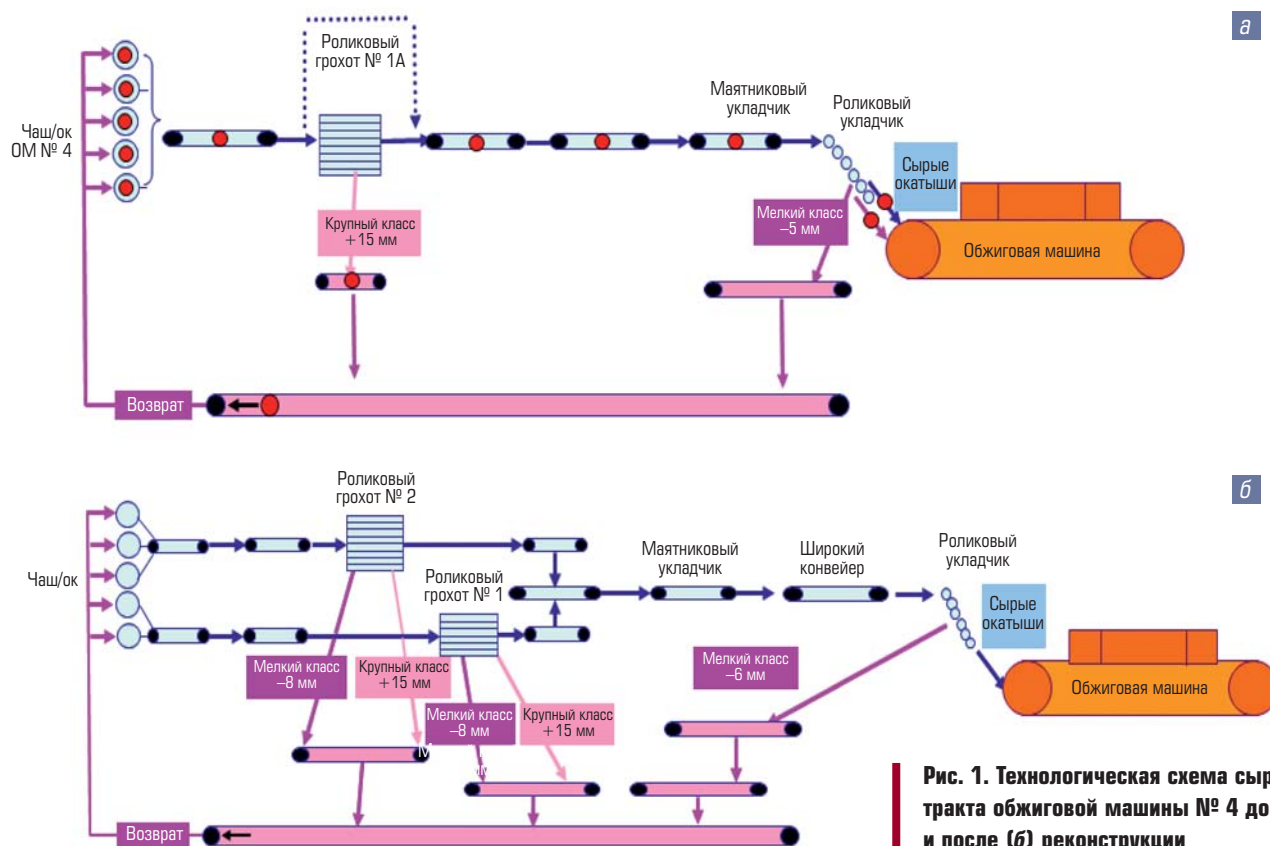 а
Роликовый
грохот № 1А
Маятниковый
укладчик
Роликовый
укладчик
Чаш/ок
ОМ № 4
Сырые
окатыши
Крупный класс
+15 мм
Мелкий класс
–5 мм
Обжиговая машина
Возврат
б
Роликовый
грохот № 2
Роликовый
грохот № 1
Маятниковый
укладчик
Широкий
конвейер
Роликовый
укладчик
Чаш/ок
Сырые
окатыши
Мелкий класс
–8 мм
Крупный класс
+15 мм
Мелкий класс
–6 мм
Мелкий класс
–8 мм
Крупный класс
+15 мм
Обжиговая машина
Возврат
Рис. 1. Технологическая схема сыр
тракта обжиговой машины № 4 до
и после (б) реконструкции